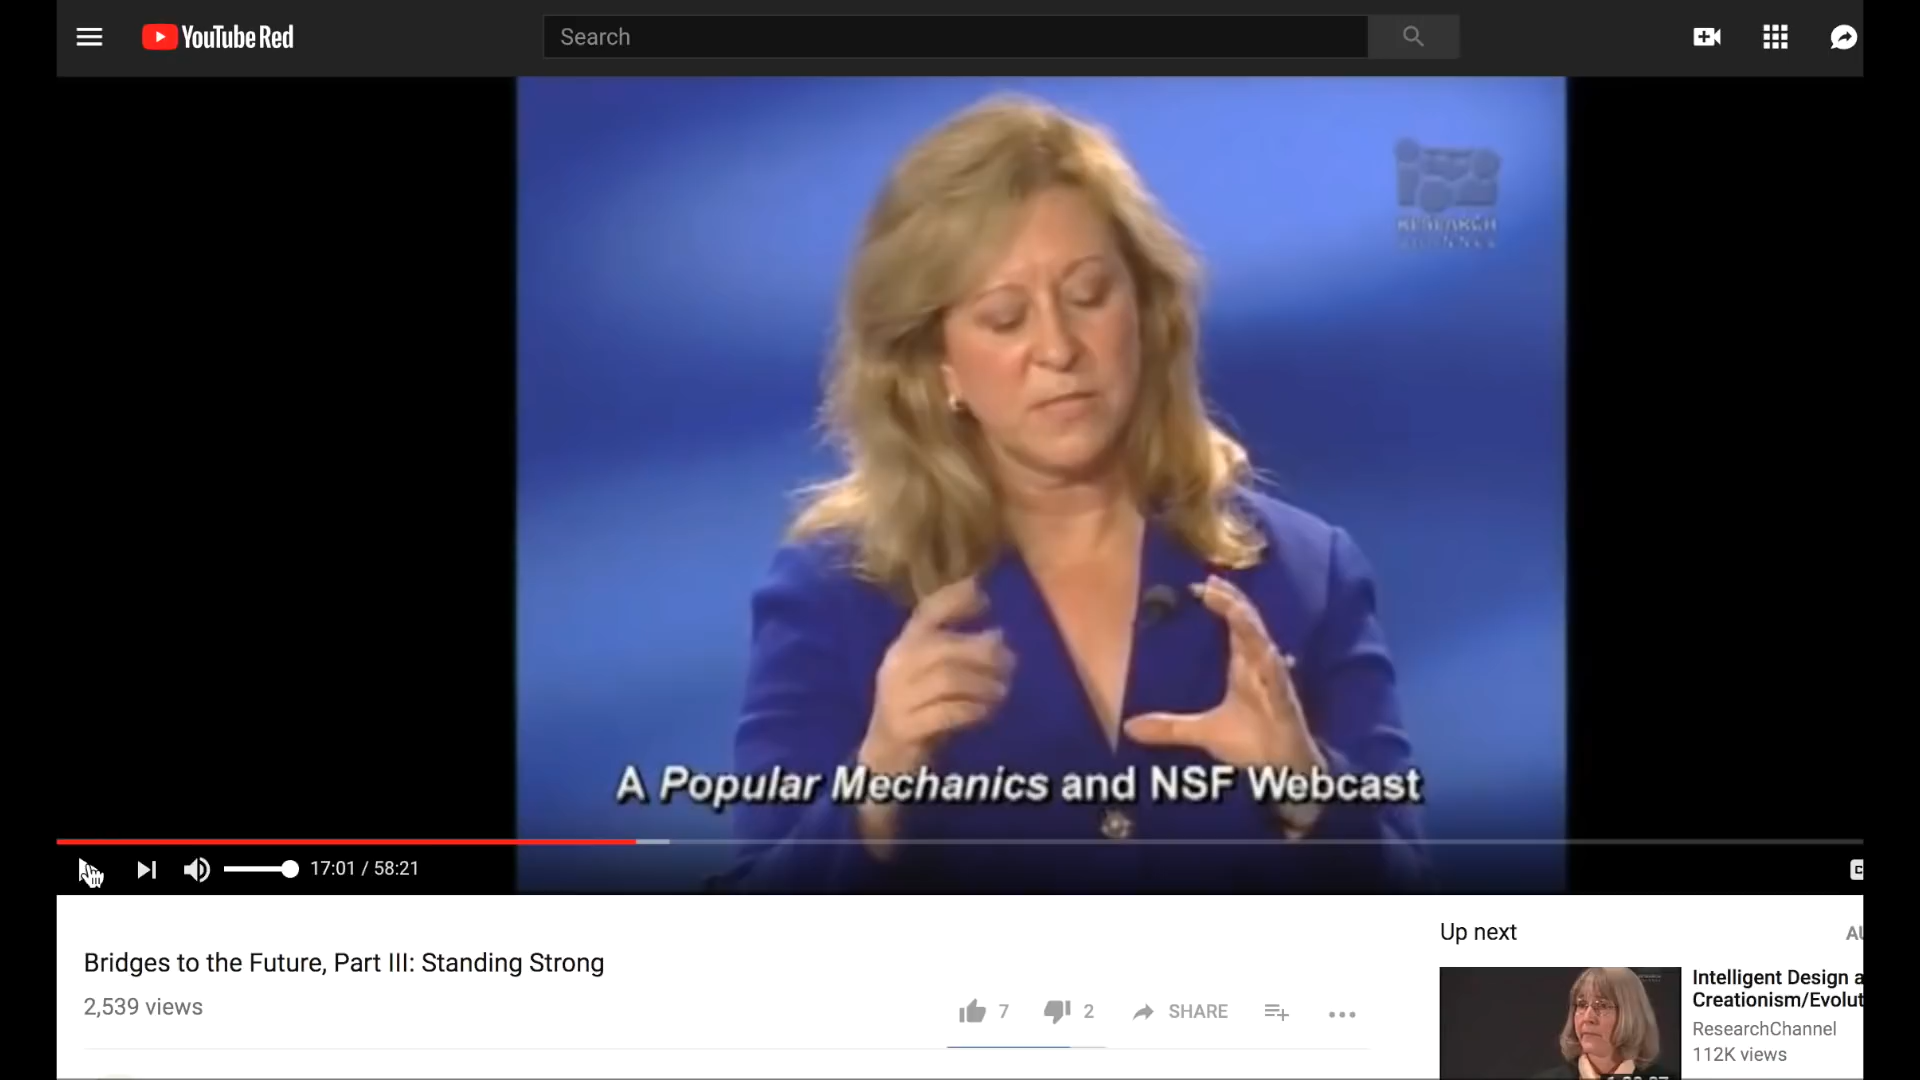 YouTube Red
Search
RESEARCH
A Popular Mechanics and NSF Webcast
17:01 / 58:21
Bridges to the Future, Part III: Standing Strong
2,539 views
7
2
SHARE
Up next
Intelligent Design a
Creationism/Evolut
ResearchChannel
112K views